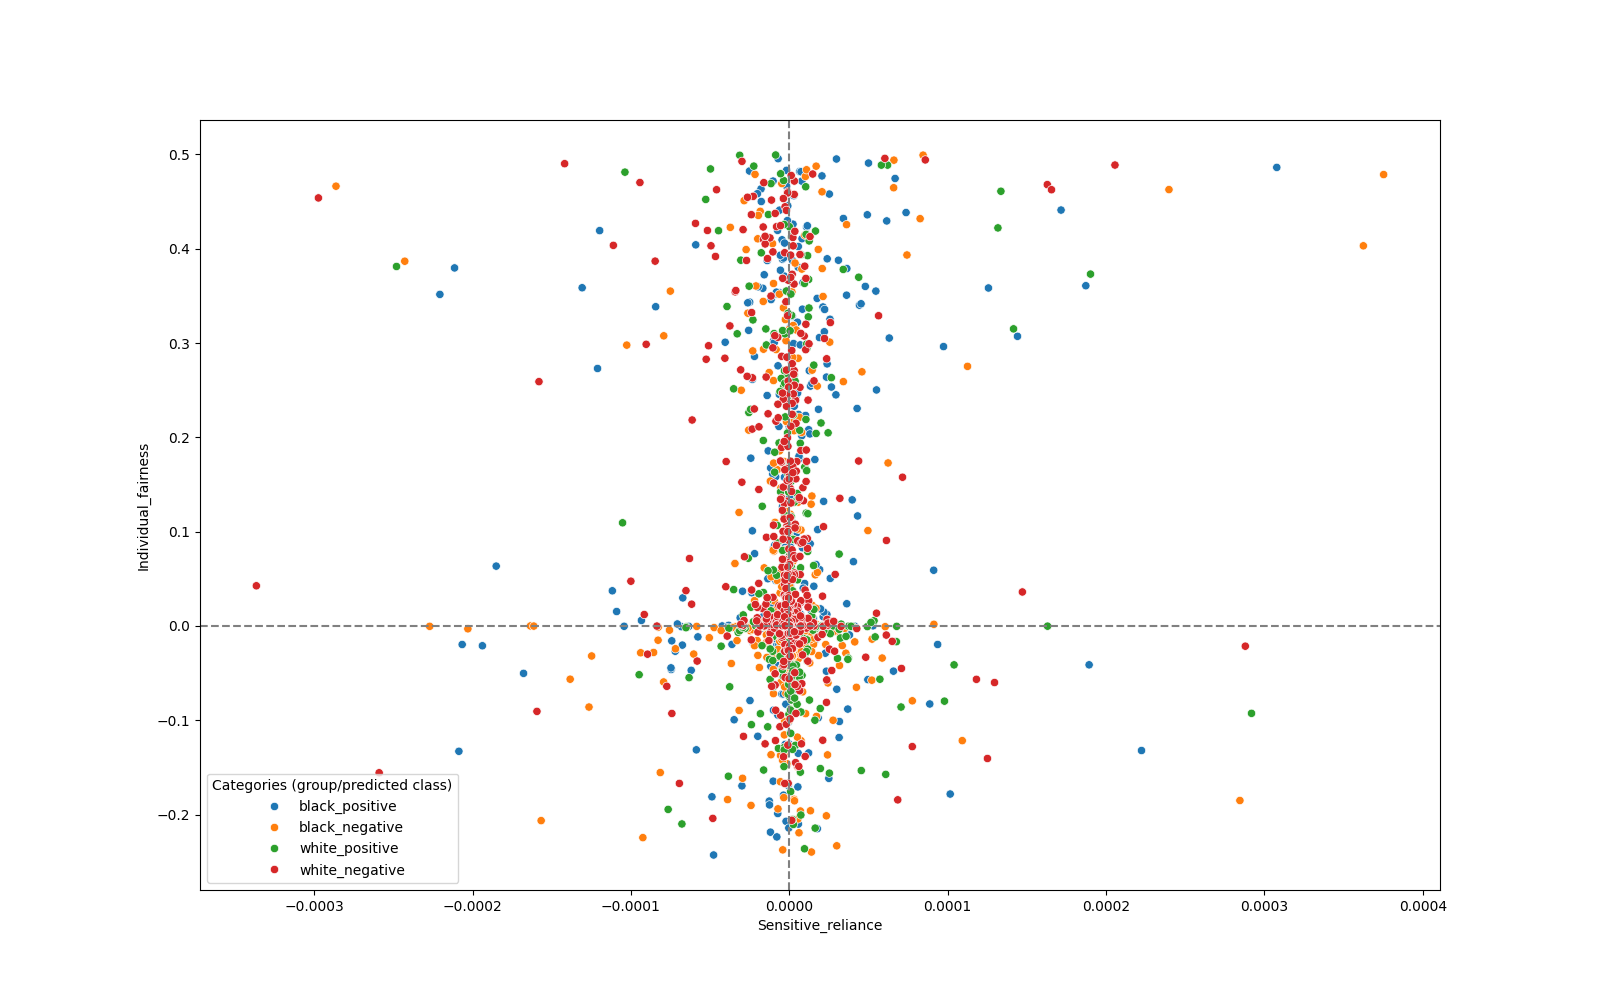 0.5
0.4
0.3
0.2
0.1
0.0
−0.1
−0.2
Individual_fairness
Categories (group/predicted class)
black_positive
black_negative
white_positive
white_negative
−0.0003
−0.0002
−0.0001
0.0000
0.0001
0.0002
0.0003
0.0004
Sensitive_reliance